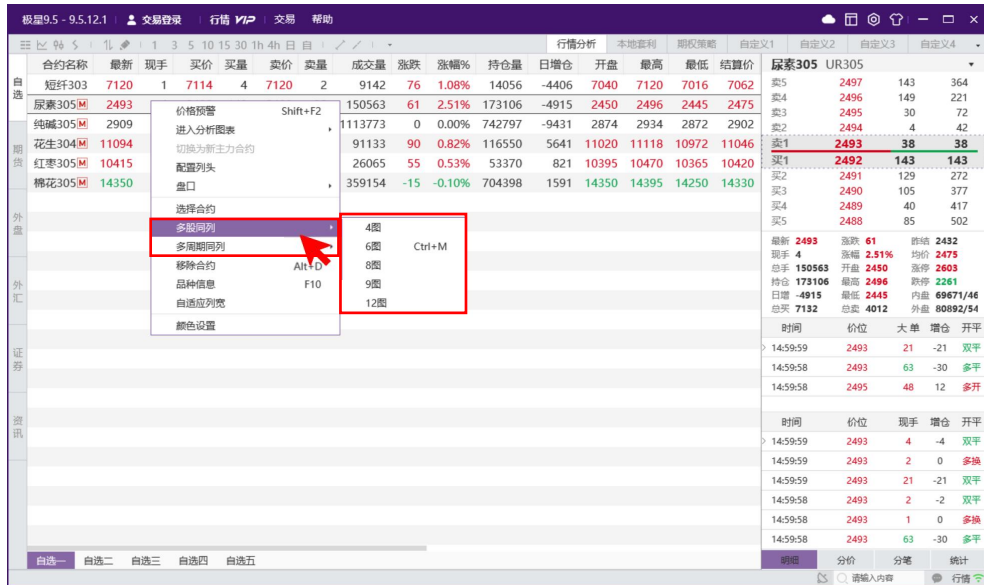 极星9.5 - 9.5.12.1 交易登录 行情 VIP 交易 帮助
1 3 5 10 15 30 1h 4h 日 行情分析 本地套利 期权策略 自定义1 自定义2 自定义3 自定义4
合约名称 最新 现手 买价 买量 卖价 卖量 成交量 涨跌 涨幅% 持仓量 日增仓 开盘 最高 最低 结算价
短纤303 7120 1 7114 4 7120 2 9142 76 1.08% 14056 -4406 7040 7120 7016 7062
尿素305 M 2493 150563 61 2.51% 173106 -4915 2450 2496 2445 2475
纯碱305 M 2909 1113773 0 0.00% 742797 -9431 2874 2934 2872 2902
花生304 M 11094 91133 90 0.82% 116550 5641 11020 11118 10972 11046
红枣305 M 10415 26065 55 0.53% 53370 821 10395 10470 10365 10420
棉花305 M 14350 359154 -15 -0.10% 704398 1591 14350 14395 14250 14330
自选
期货
外盘
外汇
证券
资讯
价格预警 Shift+F2
进入分析图表
切换为新主力合约
配置列头
盘口
选择合约
多股同列
多周期同列
移除合约 Alt+D
品种信息 F10
自适应列宽
颜色设置
4图
6图 Ctrl+M
8图
9图
12图
尿素305 UR305
卖5 2497 143 364
卖4 2496 149 221
卖3 2495 30 72
卖2 2494 4 42
卖1 2493 38 38
买1 2492 143 143
买2 2491 129 272
买3 2490 105 377
买4 2489 40 417
买5 2488 85 502
最新 2493 涨跌 61 昨结 2432
现手 4 涨幅 2.51% 均价 2475
总手 150563 开盘 2450 涨停 2603
持仓 173106 最高 2496 跌停 2261
日增 -4915 最低 2445 内盘 69671/46
总买 7132 总卖 4012 外盘 80892/54
时间 价位 大单 增仓 开平
14:59:59 2493 21 -21 双平
14:59:58 2493 63 -30 多平
14:59:58 2495 48 12 多开
时间 价位 现手 增仓 开平
14:59:59 2493 4 -4 双平
14:59:59 2493 2 0 多换
14:59:59 2493 21 -21 双平
14:59:58 2493 2 -2 双平
14:59:58 2493 1 0 多换
14:59:58 2493 63 -30 多平
自选一 自选二 自选三 自选四 自选五
明细 分价 分笔 统计
请输入内容 行情